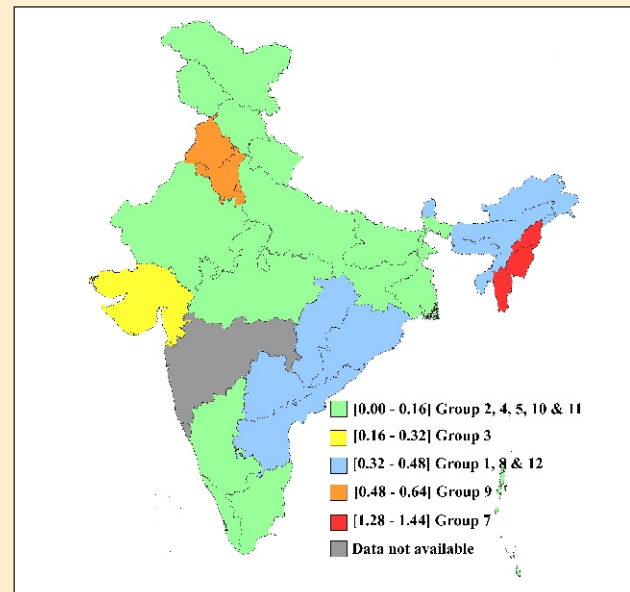 [0.00 - 0.16] Group 2, 4, 5, 10 & 11
[0.16 - 0.32] Group 3
[0.32 - 0.48] Group 1, 8 & 12
[0.48 - 0.64] Group 9
[1.28 - 1.44] Group 7
Data not available